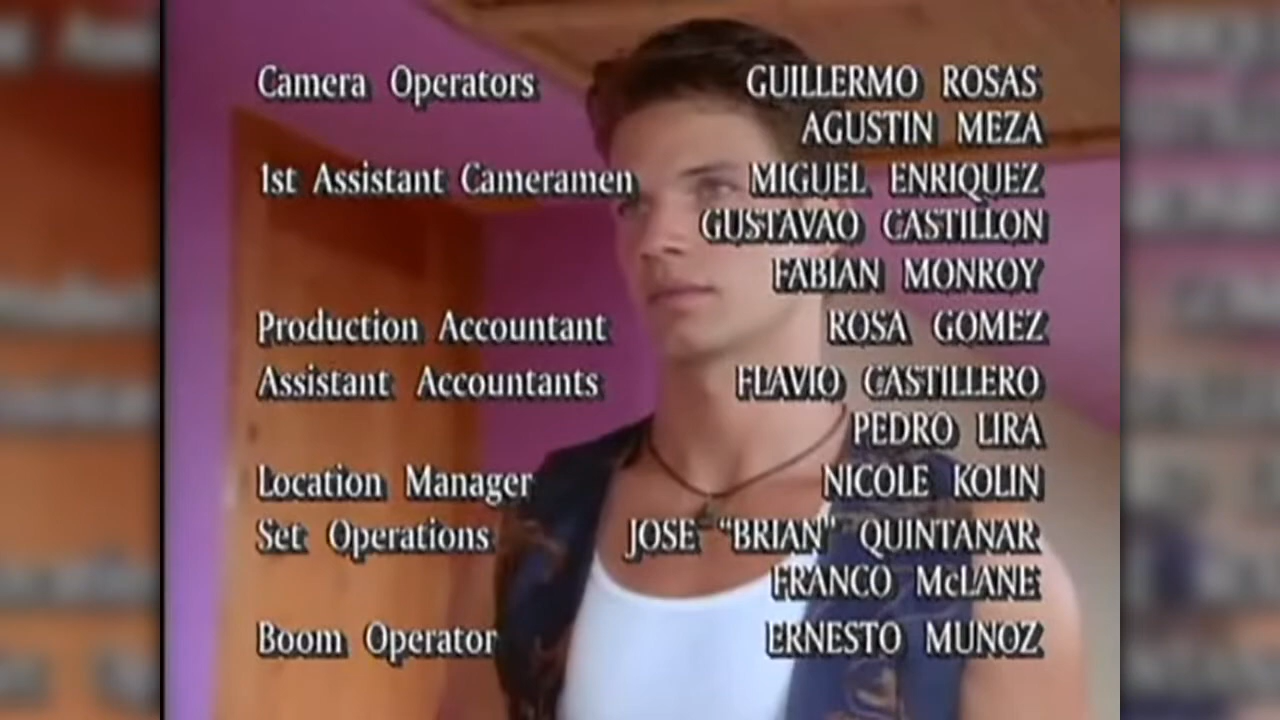 Camera Operators GUILLERMO ROSAS
AGUSTIN MEZA
1st Assistant Cameramen MIGUEL ENRIQUEZ
GUSTAVAO CASTILLON
FABIAN MONROY
Production Accountant ROSA GOMEZ
Assistant Accountants FLAVIO CASTILLERO
PEDRO LIRA
Location Manager NICOLE KOLIN
Set Operations JOSE "BRIAN" QUINTANAR
FRANCO McLANE
Boom Operator ERNESTO MUNOZ